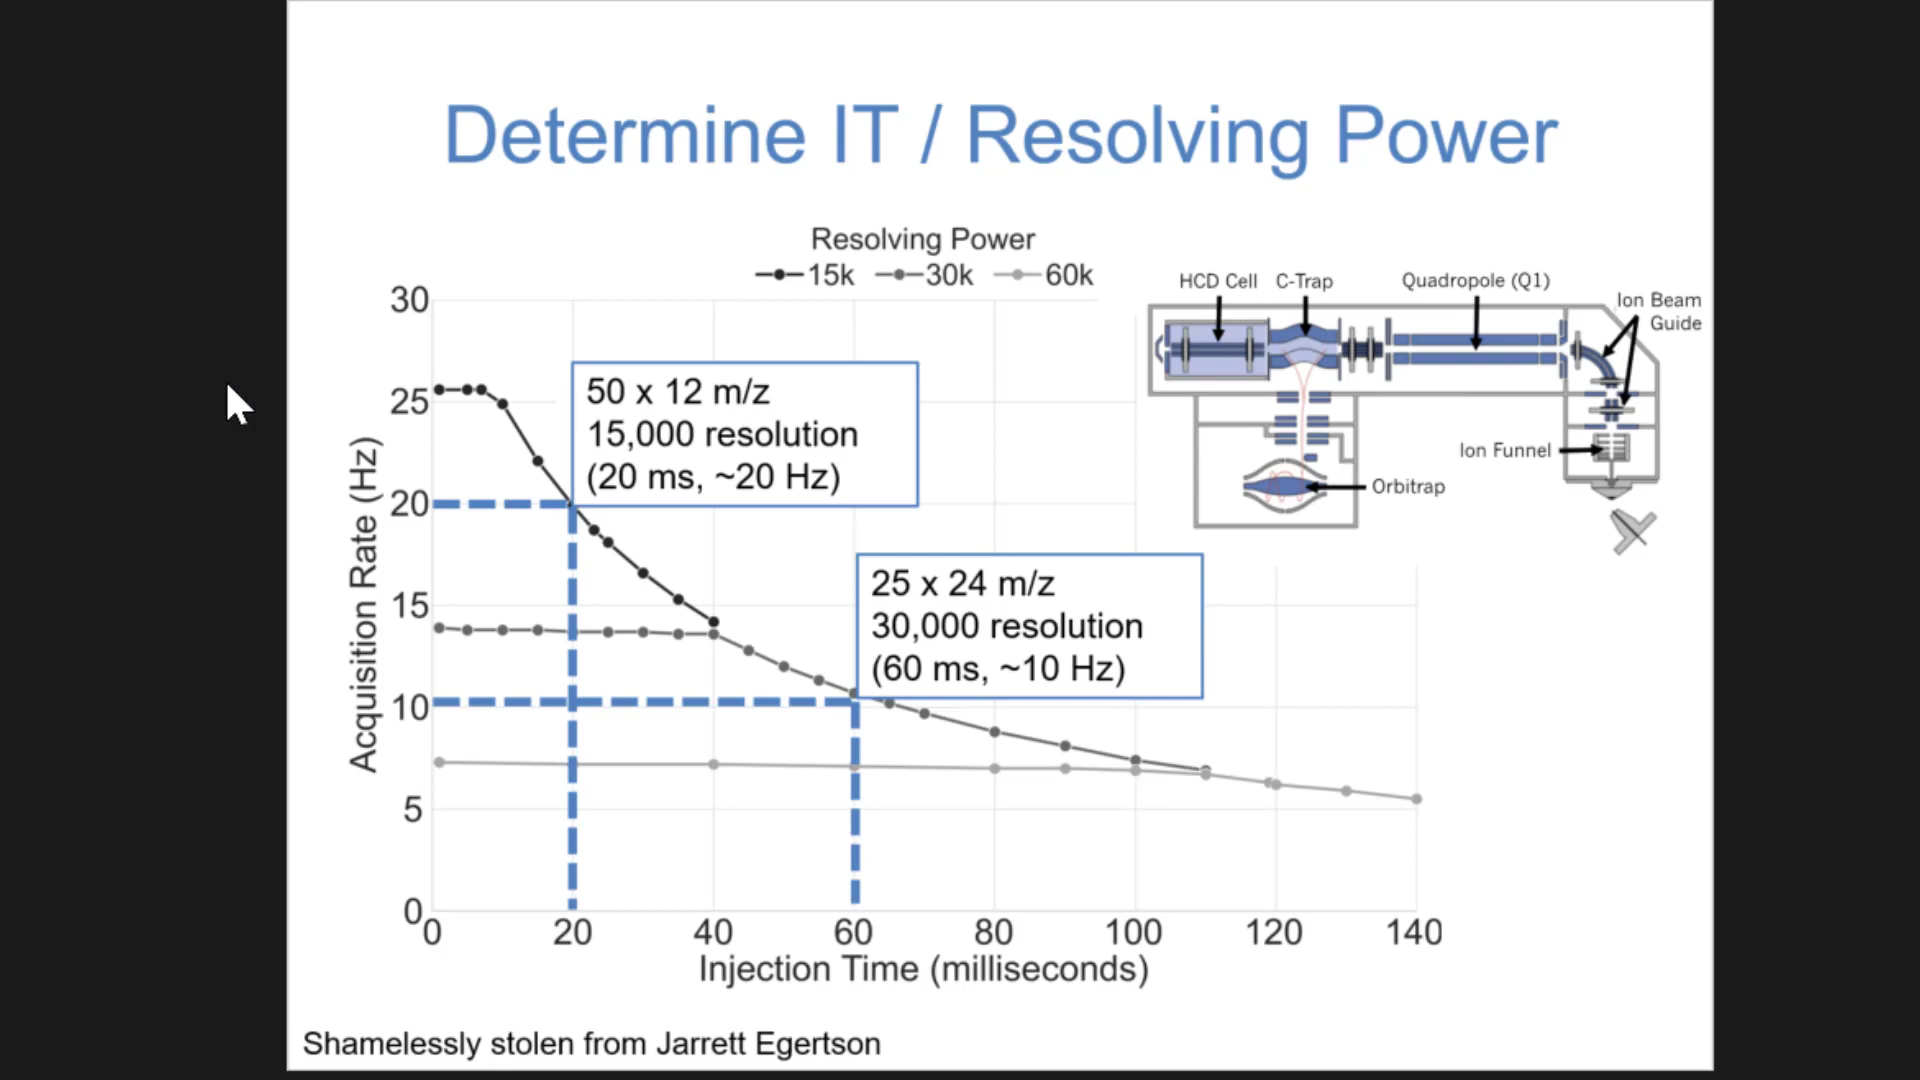 Determine IT / Resolving Power
Resolving Power
15k 30k 60k
HCD Cell
C-Trap
Quadropole (Q1)
Ion Beam
Guide
Ion Funnel
Orbitrap
50 x 12 m/z
15,000 resolution
(20 ms, ~20 Hz)
25 x 24 m/z
30,000 resolution
(60 ms, ~10 Hz)
Acquisition Rate (Hz)
30
25
20
15
10
5
0
0 20 40 60 80 100 120 140
Injection Time (milliseconds)
Shamelessly stolen from Jarrett Egertson